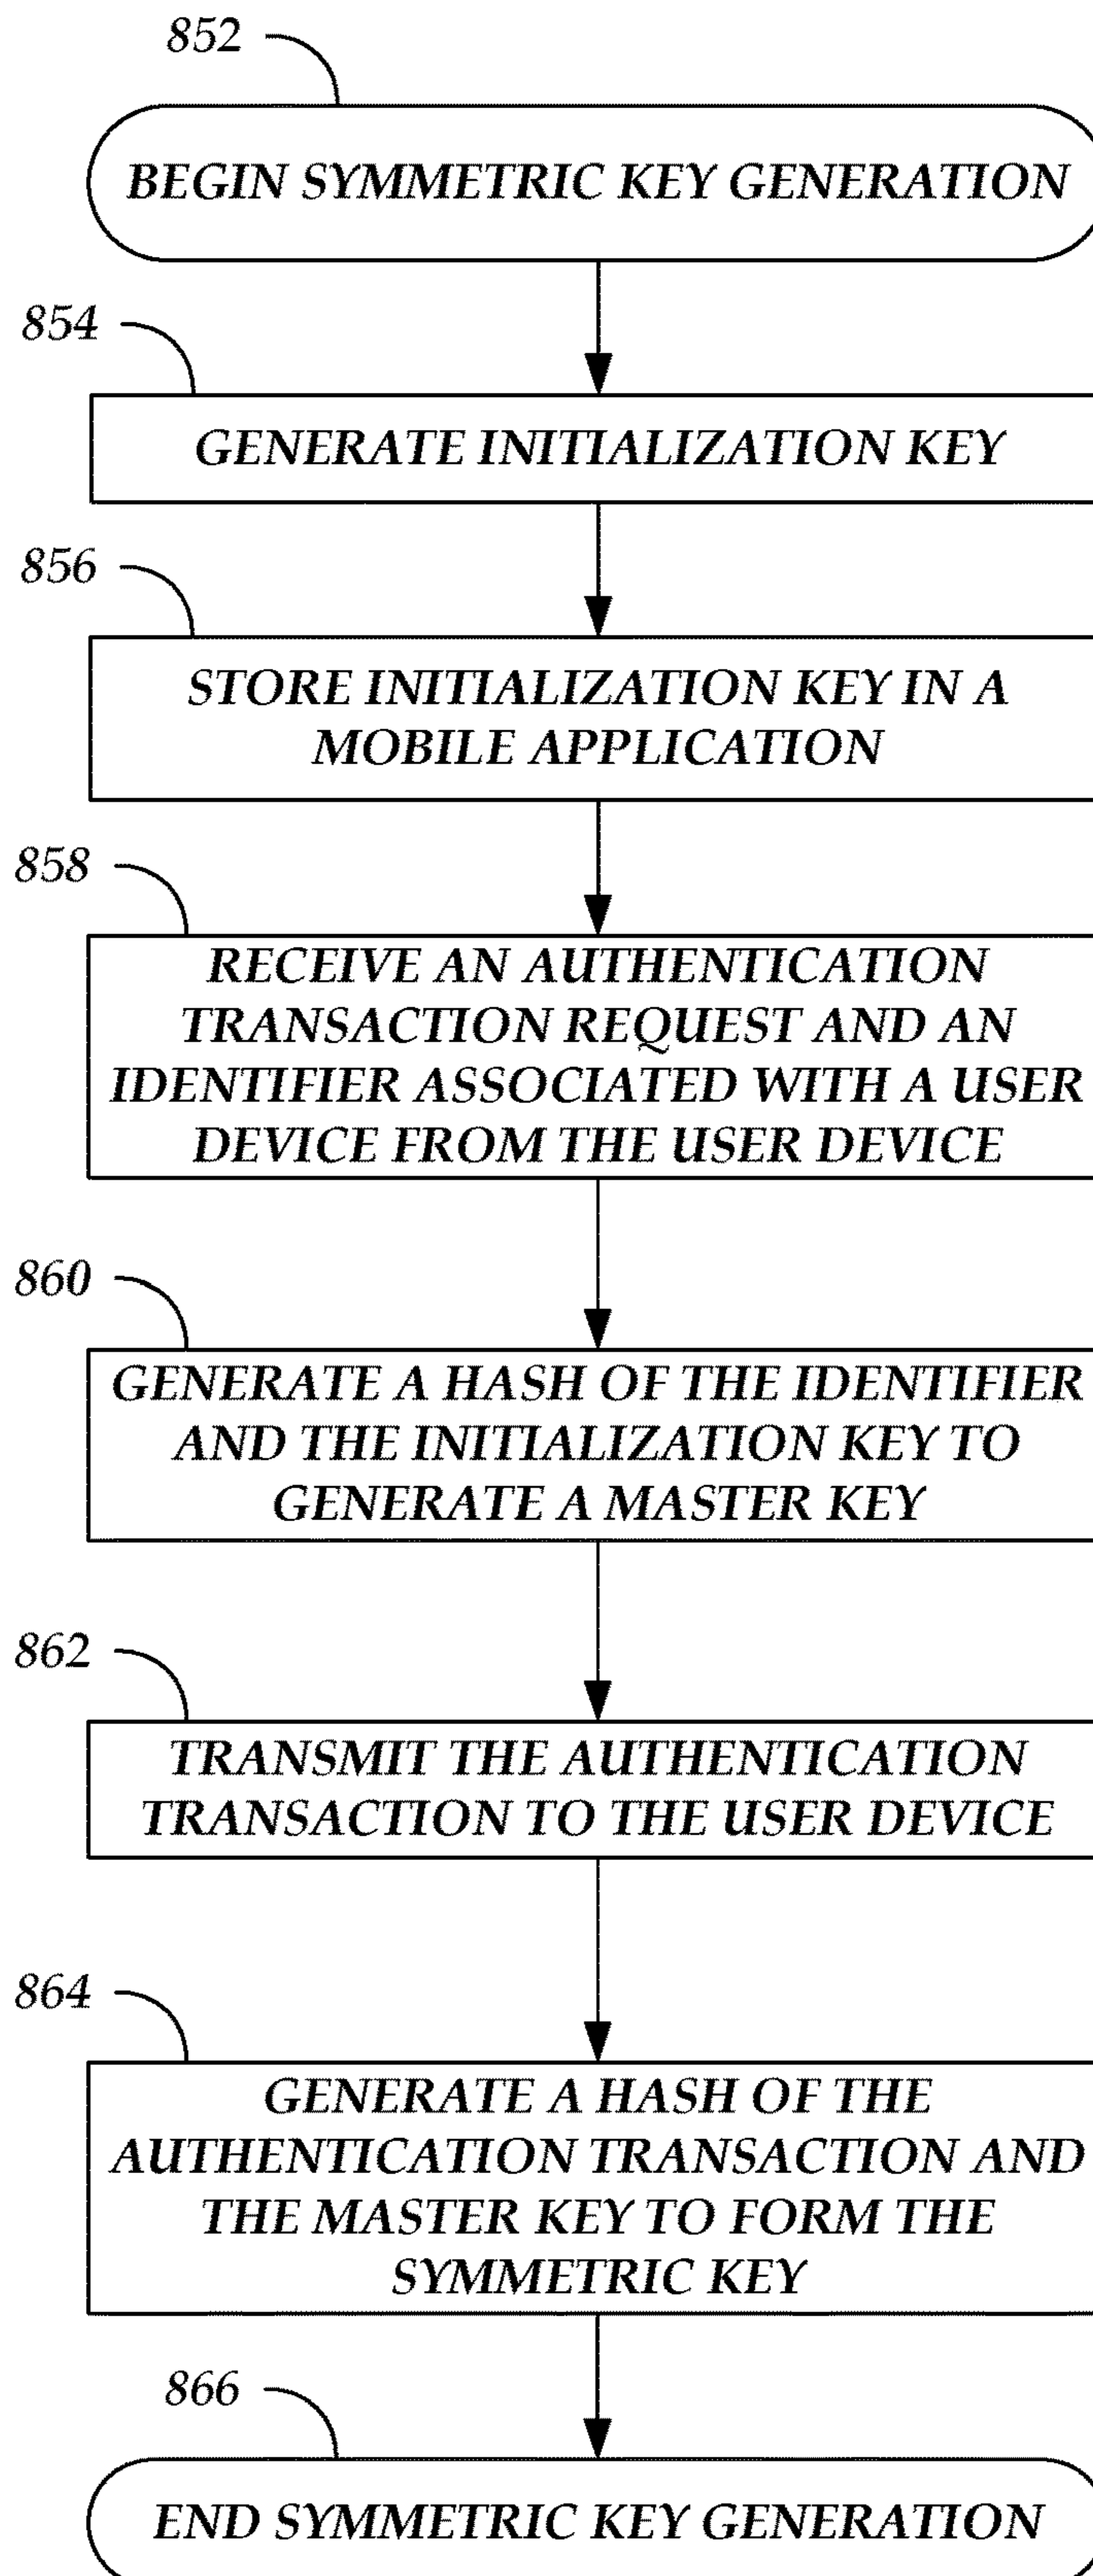 852
BEGIN SYMMETRIC KEY GENERATION
854
GENERATE INITIALIZATION KEY
856
STORE INITIALIZATION KEY IN A
MOBILE APPLICATION
858
RECEIVE AN AUTHENTICATION
TRANSACTION REQUEST AND AN
IDENTIFIER ASSOCIATED WITH A USER
DEVICE FROM THE USER DEVICE
860
GENERATE A HASH OF THE IDENTIFIER
AND THE INITIALIZATION KEY TO
GENERATE A MASTER KEY
862
TRANSMIT THE AUTHENTICATION
TRANSACTION TO THE USER DEVICE
864
GENERATE A HASH OF THE
AUTHENTICATION TRANSACTION AND
THE MASTER KEY TO FORM THE
SYMMETRIC KEY
866
END SYMMETRIC KEY GENERATION